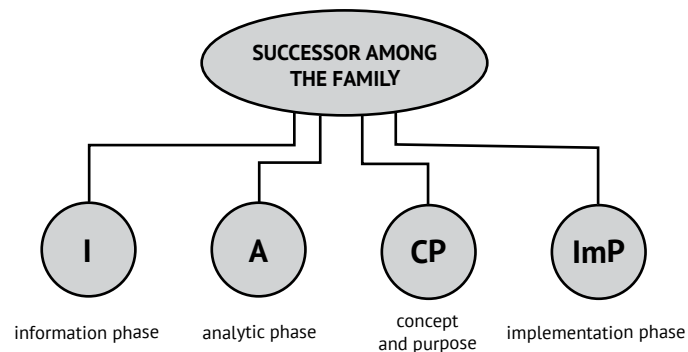 SUCCESSOR AMONG
THE FAMILY
I
A
CP
ImP
information phase
analytic phase
concept
and purpose
implementation phase